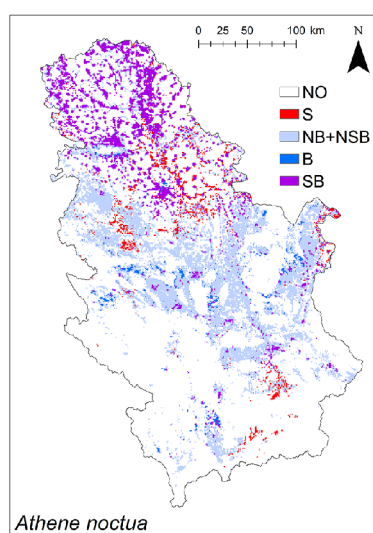 0 25 50 100 km
N
NO
S
NB+NSB
B
SB
Athene noctua